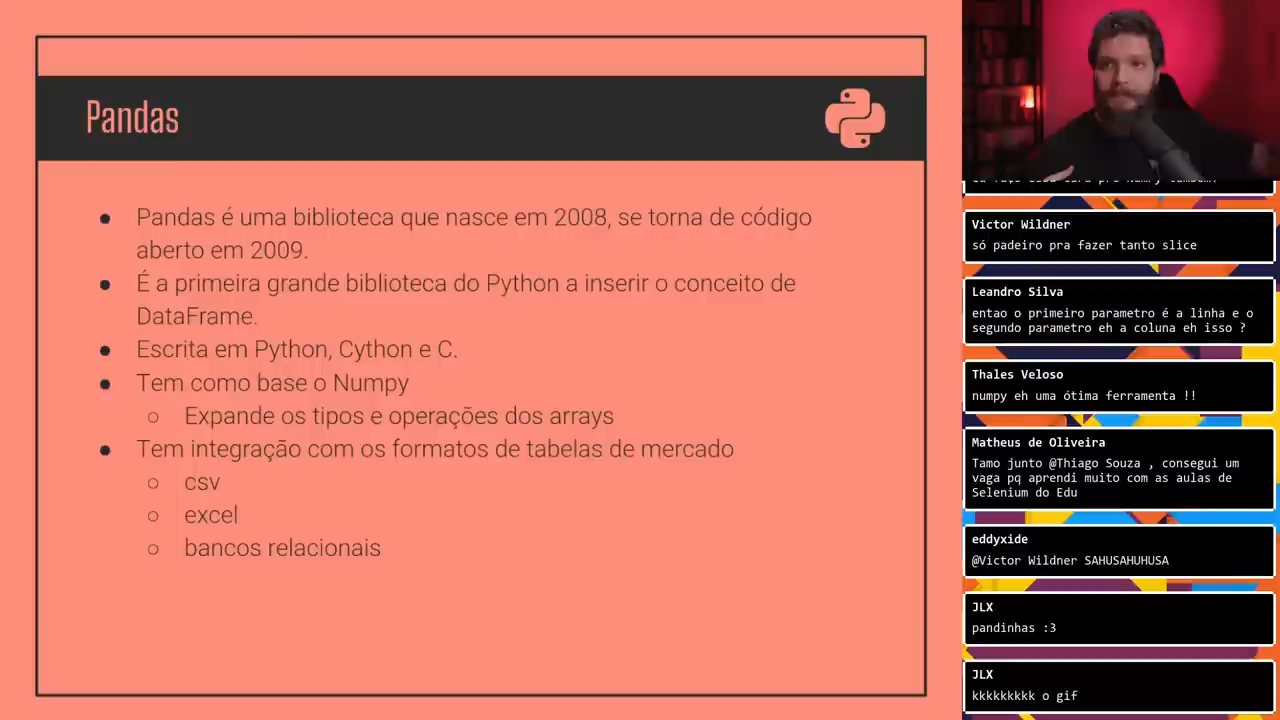 Pandas
Pandas é uma biblioteca que nasce em 2008, se torna de código
aberto em 2009.
É a primeira grande biblioteca do Python a inserir o conceito de
DataFrame.
Escrita em Python, Cython e C.
Tem como base o Numpy
Expande os tipos e operações dos arrays
Tem integração com os formatos de tabelas de mercado
csv
excel
bancos relacionais
Victor Wildner
só padeiro pra fazer tanto slice
Leandro Silva
entao o primeiro parametro é a linha e o
segundo parametro eh a coluna eh isso ?
Thales Veloso
numpy eh uma ótima ferramenta !!
Matheus de Oliveira
Tamo junto @Thiago Souza , consegui um
vaga pq aprendi muito com as aulas de
Selenium do Edu
eddyxide
@Victor Wildner SAHUSAHUHUSA
JLX
pandinhas :3
JLX
kkkkkkkkk o gif